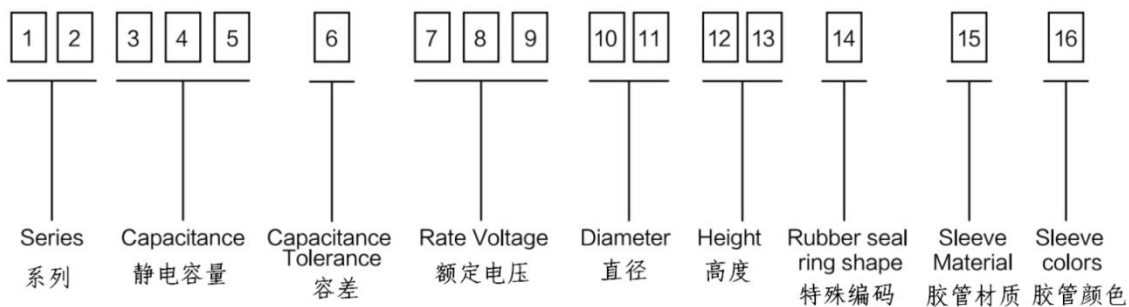 1 2 3 4 5 6 7 8 9 10 11 12 13 14 15 16
Series
系列
Capacitance
静电容量
Capacitance
Tolerance
容差
Rate Voltage
额定电压
Diameter
直径
Height
高度
Rubber seal
ring shape
特殊编码
Sleeve
Material
胶管材质
Sleeve
colors
胶管颜色